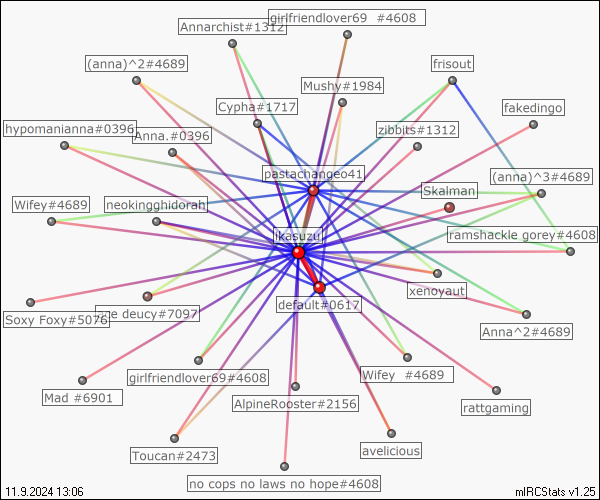 girlfriendlover69 #4608
Annarchist#1312
(anna)^2#4689
frisout
Mushy#1984
Cypha#1717
fakedingo
hypomanianna#0396
Anna.#0396
zibbits#1312
pastachangeo41
(anna)^3#4689
Skalman
Wifey#4689
neokingghidorah
ikasuzu
ramshackle gorey#4608
xenoyaut
default#0617
Soxy Foxy#5076
deucy#7097
Anna^2#4689
girlfriendlover69#4608
Wifey #4689
Mad #6901
AlpineRooster#2156
rattgaming
Toucan#2473
avelicious
no cops no laws no hope#4608
11.9.2024 13:06
mIRCStats v1.25